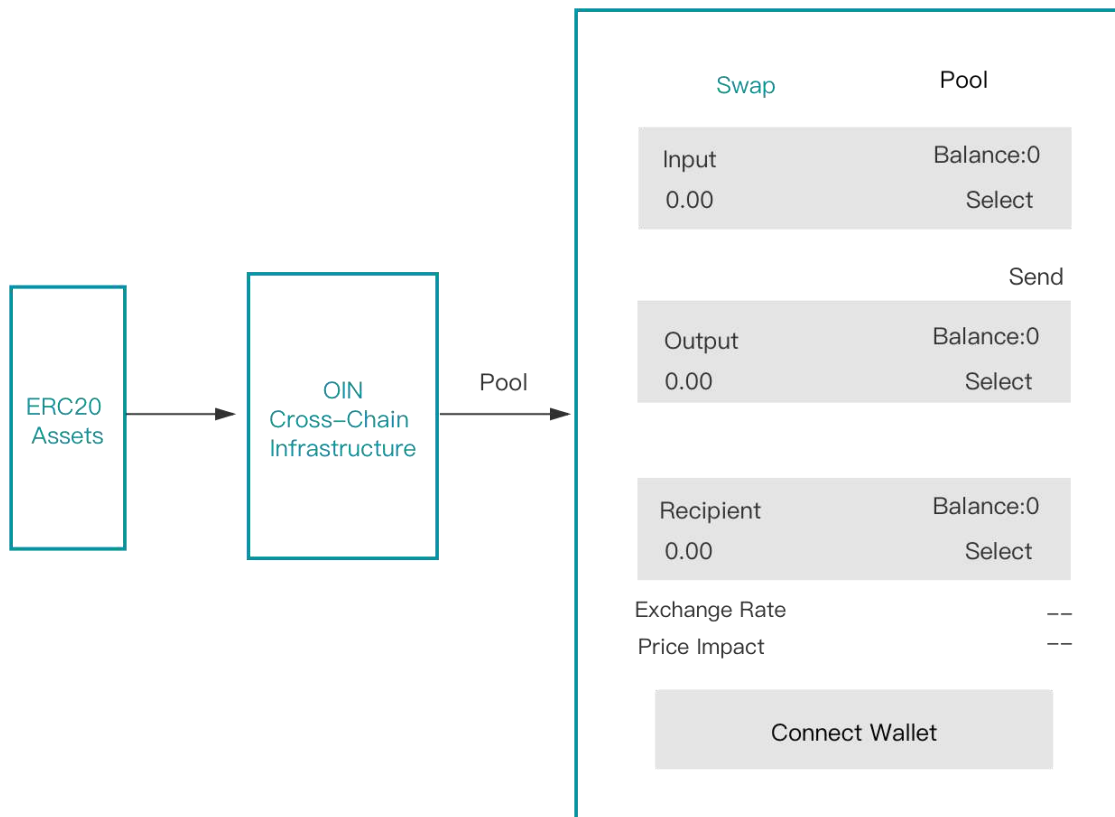 ERC20
Assets
OIN
Cross-Chain
Infrastructure
Pool
Swap Pool
Input Balance:0
0.00 Select
Send
Output Balance:0
0.00 Select
Recipient Balance:0
0.00 Select
Exchange Rate --
Price Impact --
Connect Wallet